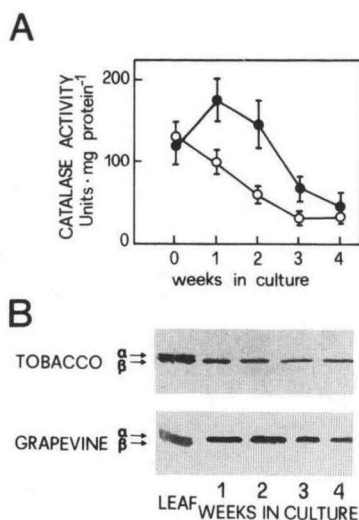 A
CATALASE ACTIVITY
Units · mg protein⁻¹
200
100
0
0 1 2 3 4
weeks in culture
B
TOBACCO α β
GRAPEVINE α β
LEAF 1 2 3 4
WEEKS IN CULTURE